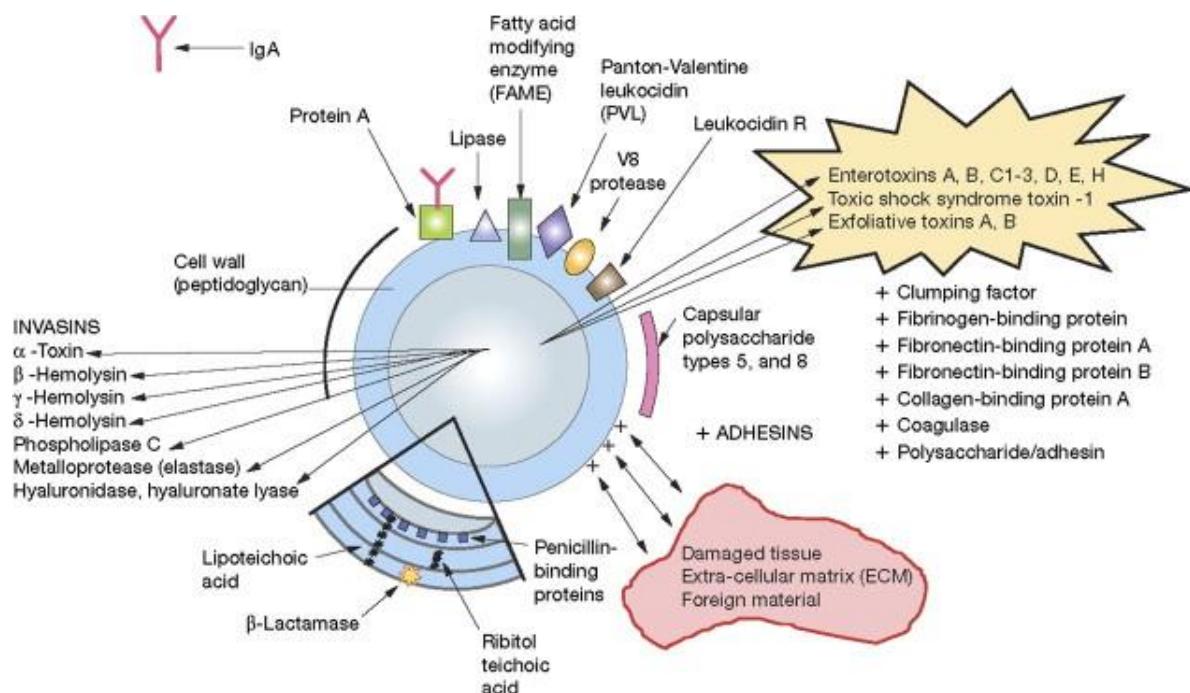 IgA
Fatty acid
modifying
enzyme
(FAME)
Panton-Valentine
leukocidin
(PVL)
Protein A
Lipase
Leukocidin R
V8
protease
Enterotoxins A, B, C1-3, D, E, H
Toxic shock syndrome toxin -1
Exfoliative toxins A, B
Cell wall
(peptidoglycan)
INVASINS
α -Toxin
β -Hemolysin
γ -Hemolysin
δ -Hemolysin
Phospholipase C
Metalloprotease (elastase)
Hyaluronidase, hyaluronate lyase
Capsular
polysaccharide
types 5, and 8
+ Clumping factor
+ Fibrinogen-binding protein
+ Fibronectin-binding protein A
+ Fibronectin-binding protein B
+ Collagen-binding protein A
+ Coagulase
+ Polysaccharide/adhesin
+ ADHESINS
+
+
+
Lipoteichoic
acid
β-Lactamase
Penicillin-
binding
proteins
Ribitol
teichoic
acid
Damaged tissue
Extra-cellular matrix (ECM)
Foreign material